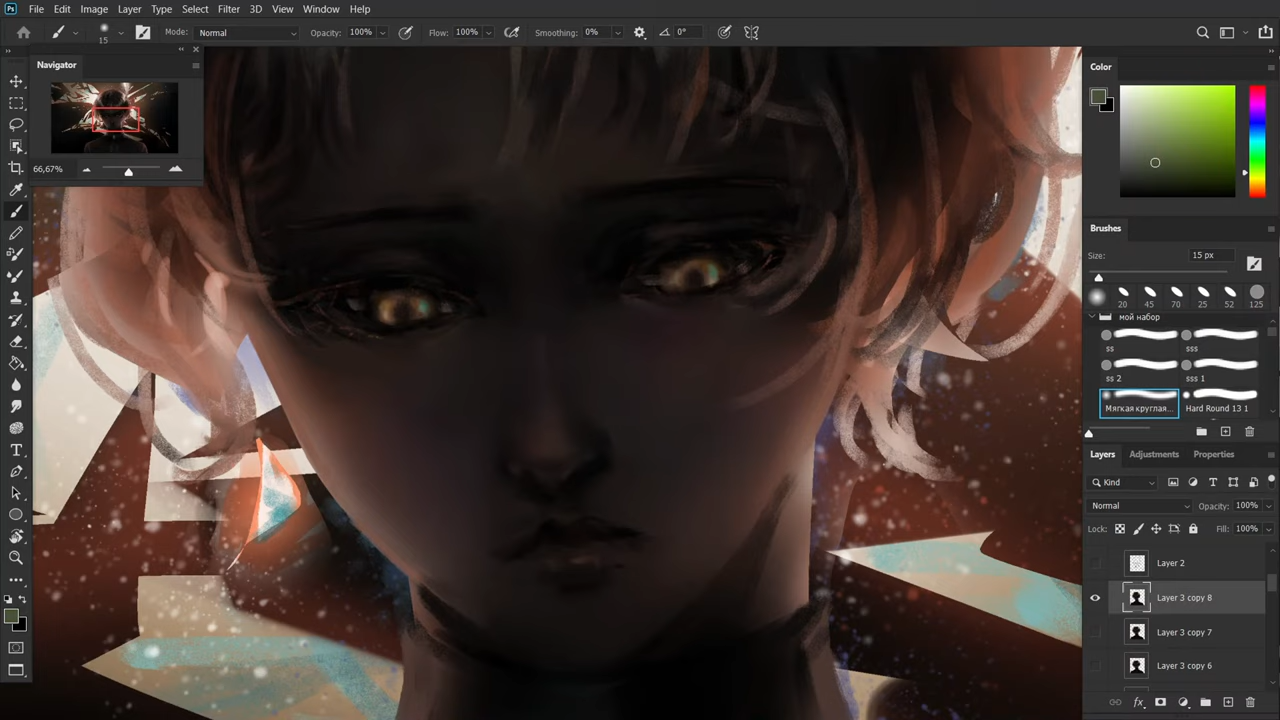 Ps File Edit Image Layer Type Select Filter 3D View Window Help
15 Mode: Normal Opacity: 100% Flow: 100% Smoothing: 0% 0°
Navigator
66,67%
Color
Brushes
Size: 15 px
20 45 70 25 52 125
мой набор
ss sss
ss 2 sss 1
Мягкая круглая... Hard Round 13 1
Layers Adjustments Properties
Kind
Normal Opacity: 100%
Lock: Fill: 100%
Layer 2
Layer 3 copy 8
Layer 3 copy 7
Layer 3 copy 6
fx